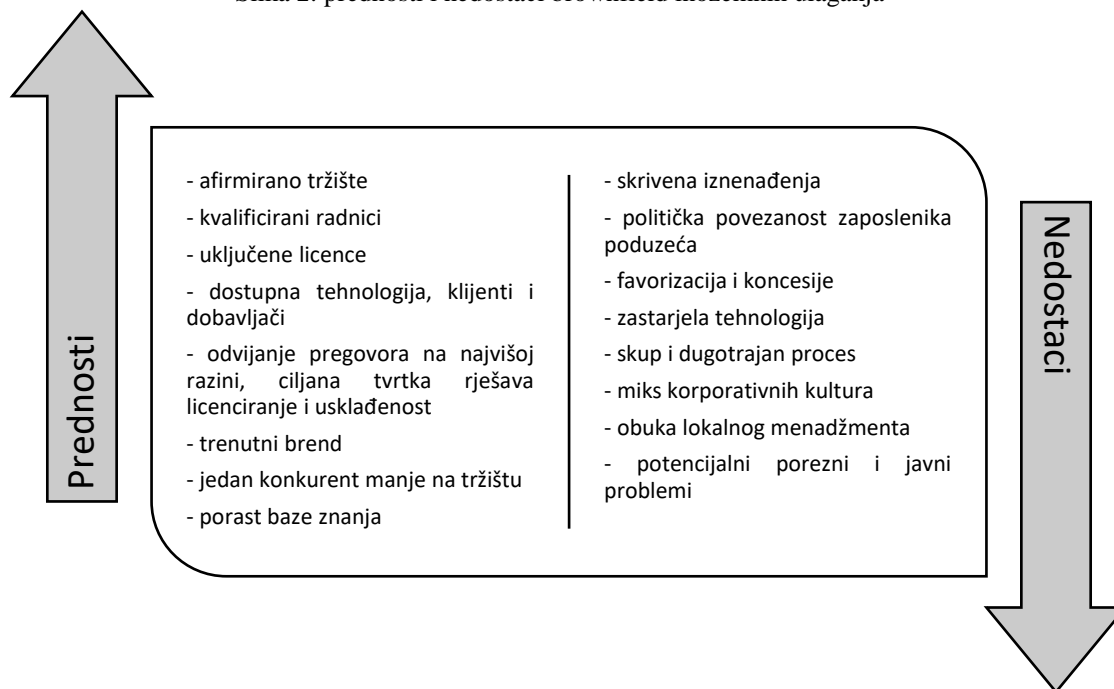 Prednosti
- afirmirano tržište
- kvalificirani radnici
- uključene licence
- dostupna tehnologija, klijenti i
dobavljači
- odvijanje pregovora na najvišoj
razini, ciljana tvrtka rješava
licenciranje i usklađenost
- trenutni brend
- jedan konkurent manje na tržištu
- porast baze znanja
- skrivena iznenađenja
- politička povezanost zaposlenika
poduzeća
- favorizacija i koncesije
- zastarjela tehnologija
- skup i dugotrajan proces
- miks korporativnih kultura
- obuka lokalnog menadžmenta
- potencijalni porezni i javni
problemi
Nedostaci